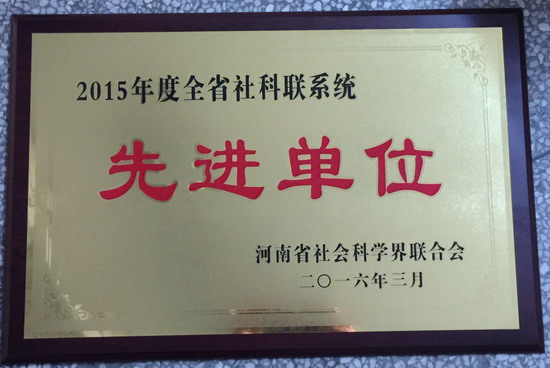 2015年度全省社科联系统
先进单位
河南省社会科学界联合会
二〇一六年三月